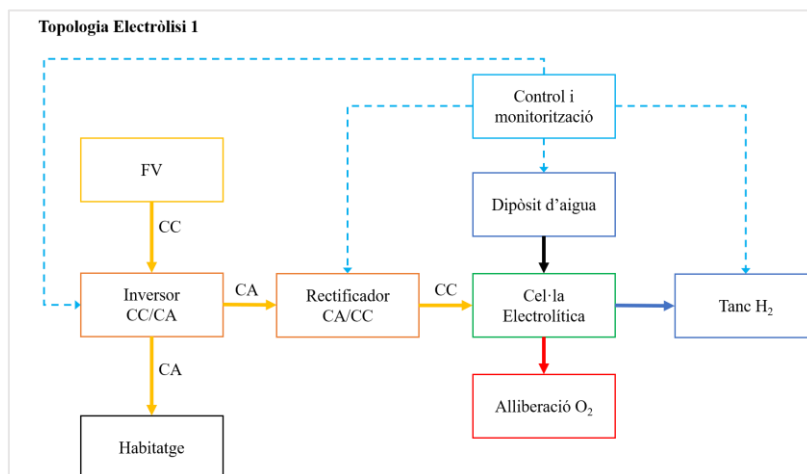 Topologia Electròlisi 1
Control i
monitorització
FV
CC
Dipòsit d’aigua
Inversor
CC/CA
CA
Rectificador
CA/CC
CC
Cel·la
Electrolítica
Tanc H₂
CA
Alliberació O₂
Habitatge